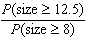 P(size ≥ 12.5)
P(size ≥ 8)